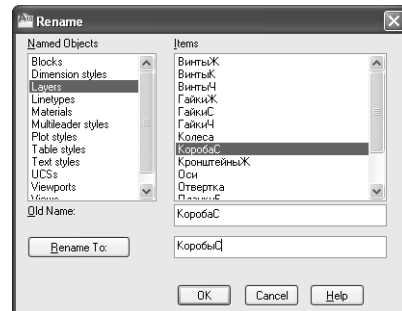 Rename
Named Objects
Blocks
Dimension styles
Layers
Linetypes
Materials
Multileader styles
Plot styles
Table styles
Text styles
UCSs
Viewports
Views
Items
ВинтыЖ
ВинтыК
ВинтыЧ
ГайкиЖ
ГайкиС
ГайкиЧ
Колеса
КоробаС
КронштейныЖ
Оси
Отвертка
Old Name:
КоробаС
Rename To:
КоробыС
OK
Cancel
Help